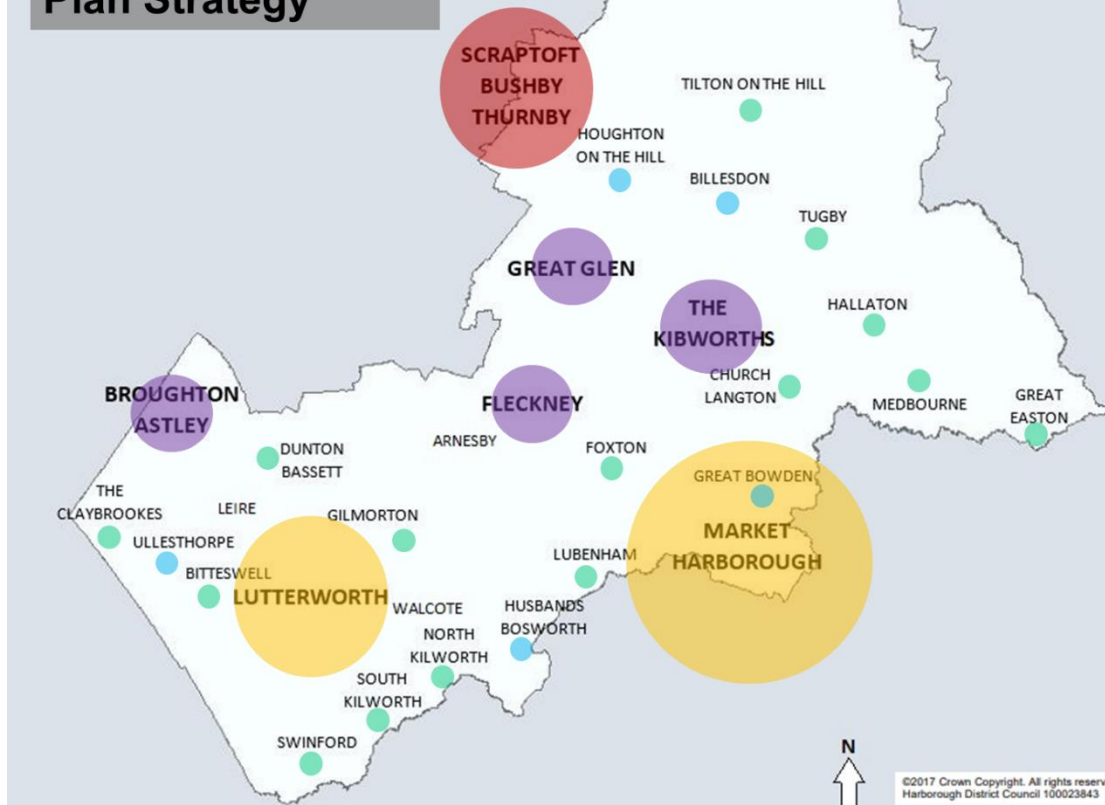 Plan Strategy
SCRAPTOFT
BUSHBY
THURNBY
TILTON ON THE HILL
HOUGHTON
ON THE HILL
BILLESDON
TUGBY
GREAT GLEN
HALLATON
THE
KIBWORTHS
CHURCH
LANGTON
MEDBOURNE
GREAT
EASTON
BROUGHTON
ASTLEY
FLECKNEY
ARNESBY
DUNTON
BASSETT
FOXTON
GREAT BOWDEN
THE
CLAYBROOKES
LEIRE
GILMORTON
MARKET
HARBOROUGH
ULLESTHORPE
LUBENHAM
BITTESWELL
LUTTERWORTH
WALCOTE
HUSBANDS
BOSWORTH
NORTH
KILWORTH
SOUTH
KILWORTH
SWINFORD
N
©2017 Crown Copyright. All rights reserv
Harborough District Council 100023843